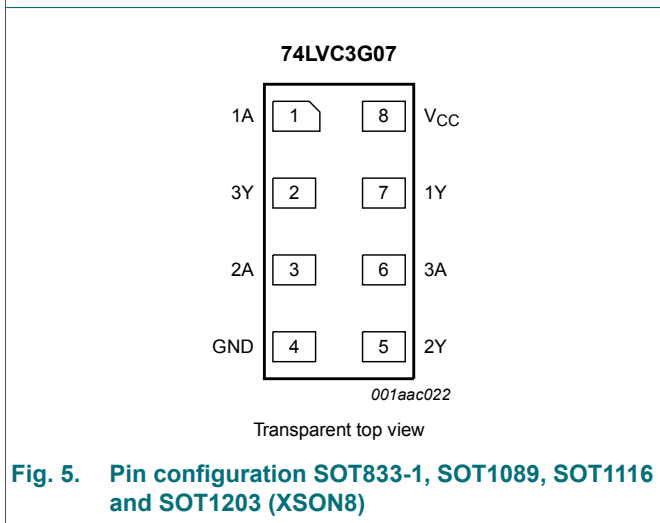 74LVC3G07
1A 1 8 VCC
3Y 2 7 1Y
2A 3 6 3A
GND 4 5 2Y
001aac022
Transparent top view
Fig. 5. Pin configuration SOT833-1, SOT1089, SOT1116
and SOT1203 (XSON8)